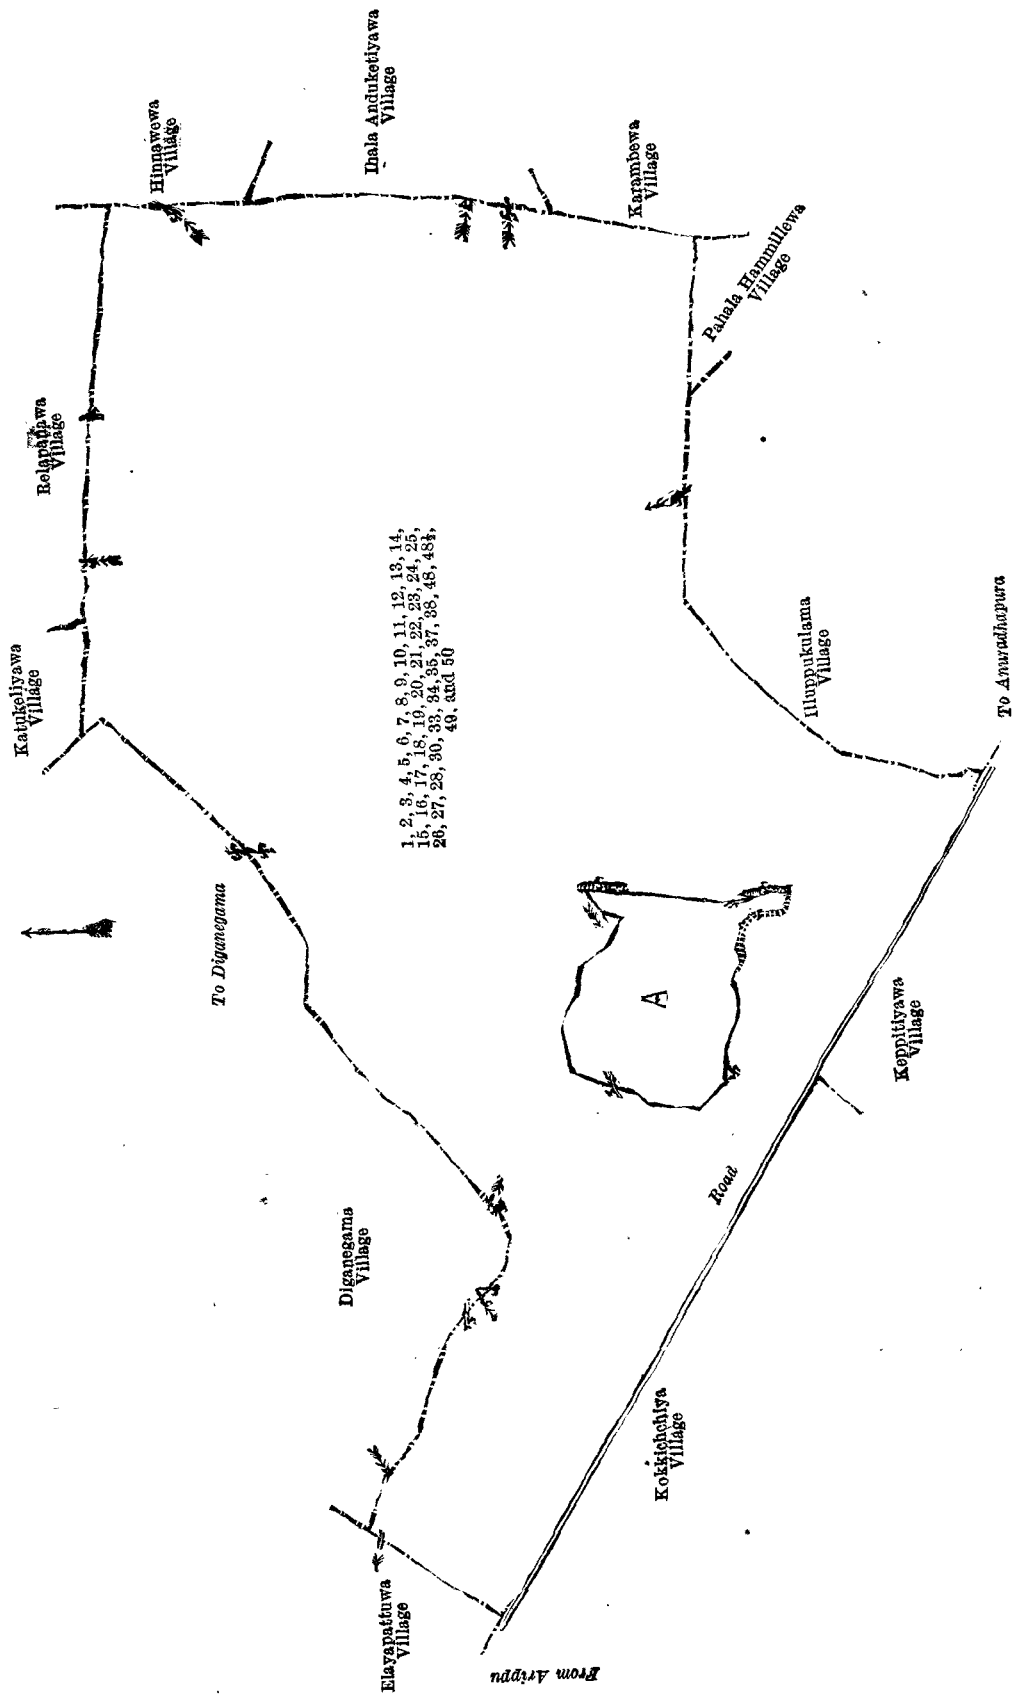 Katukeliyawa
Village
Relapanawa
Village
Hinnawewa
Village
Ihala Anduketiyawa
Village
Karambewa
Village
Pahala Hammillewa
Village
Illuppukulama
Village
To Anuradhapura
Keppitiyawa
Village
Road
Kokkichchiya
Village
From Arippu
Elayapattuwa
Village
Diganegama
Village
To Diganegama
1, 2, 3, 4, 5, 6, 7, 8, 9, 10, 11, 12, 13, 14,
15, 16, 17, 18, 19, 20, 21, 22, 23, 24, 25,
26, 27, 28, 30, 33, 34, 35, 37, 38, 48, 48½,
49, and 50
A